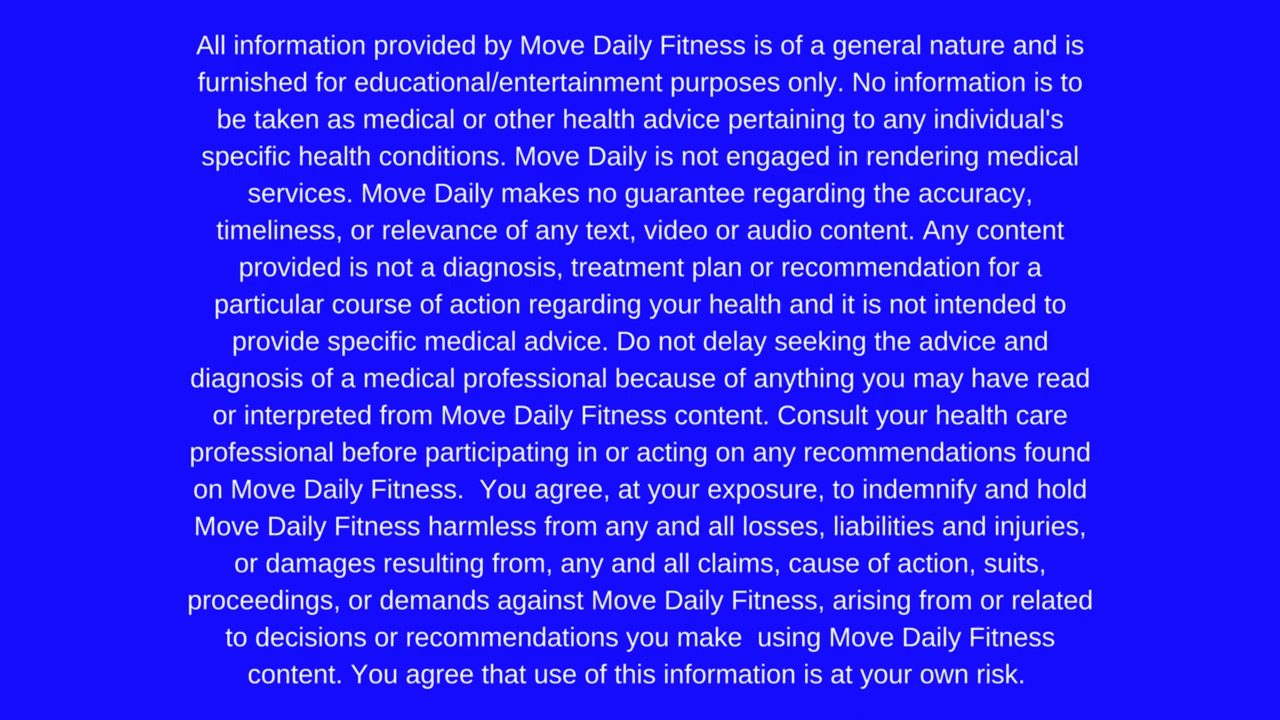 All information provided by Move Daily Fitness is of a general nature and is
furnished for educational/entertainment purposes only. No information is to
be taken as medical or other health advice pertaining to any individual's
specific health conditions. Move Daily is not engaged in rendering medical
services. Move Daily makes no guarantee regarding the accuracy,
timeliness, or relevance of any text, video or audio content. Any content
provided is not a diagnosis, treatment plan or recommendation for a
particular course of action regarding your health and it is not intended to
provide specific medical advice. Do not delay seeking the advice and
diagnosis of a medical professional because of anything you may have read
or interpreted from Move Daily Fitness content. Consult your health care
professional before participating in or acting on any recommendations found
on Move Daily Fitness.  You agree, at your exposure, to indemnify and hold
Move Daily Fitness harmless from any and all losses, liabilities and injuries,
or damages resulting from, any and all claims, cause of action, suits,
proceedings, or demands against Move Daily Fitness, arising from or related
to decisions or recommendations you make  using Move Daily Fitness
content. You agree that use of this information is at your own risk.